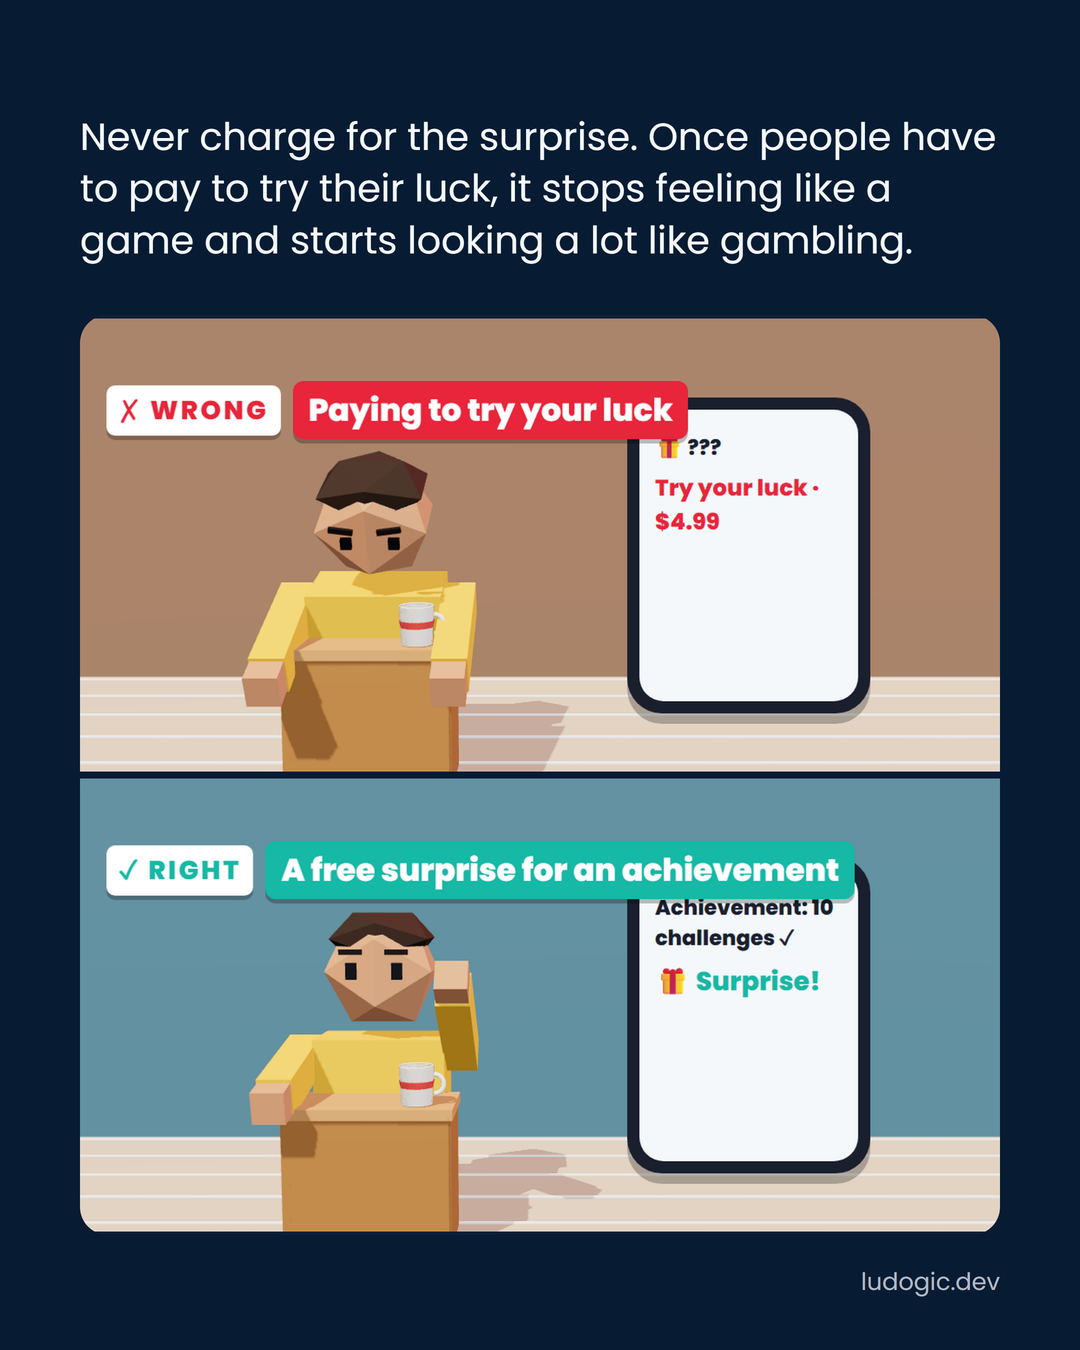 Never charge for the surprise. Once people have
to pay to try their luck, it stops feeling like a
game and starts looking a lot like gambling.
✗ WRONG
Paying to try your luck
🎁 ???
Try your luck ·
$4.99
✓ RIGHT
A free surprise for an achievement
Achievement: 10
challenges ✓
🎁 Surprise!
ludogic.dev